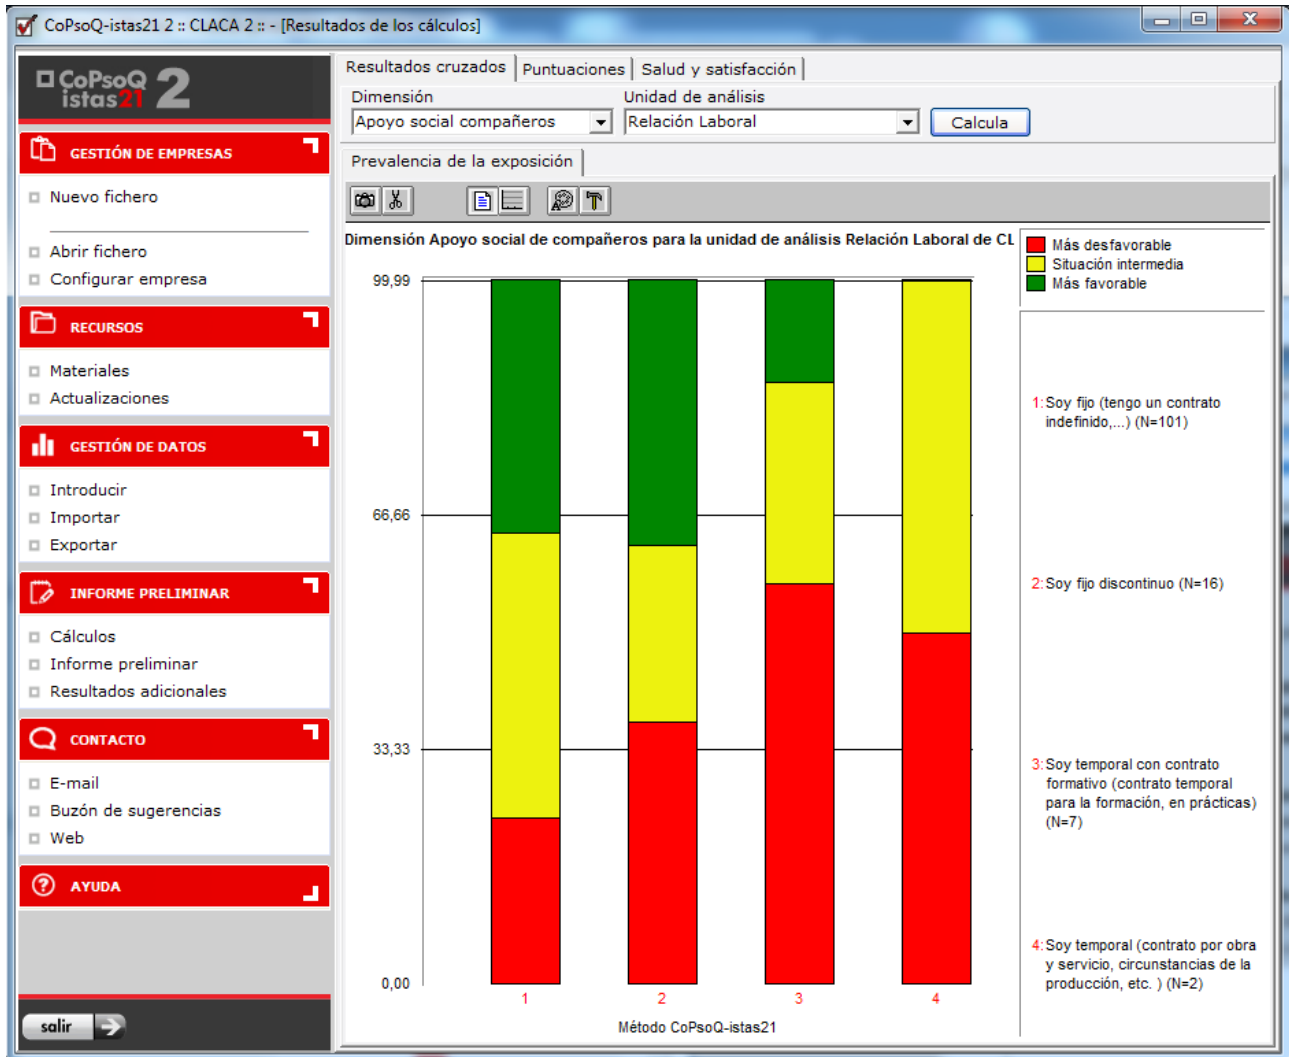 CoPsoQ-istas21 2 :: CLACA 2 :: - [Resultados de los cálculos]
CoPsoQ
istas21 2
GESTIÓN DE EMPRESAS
Nuevo fichero
Abrir fichero
Configurar empresa
RECURSOS
Materiales
Actualizaciones
GESTIÓN DE DATOS
Introducir
Importar
Exportar
INFORME PRELIMINAR
Cálculos
Informe preliminar
Resultados adicionales
CONTACTO
E-mail
Buzón de sugerencias
Web
AYUDA
salir
Resultados cruzados Puntuaciones Salud y satisfacción
Dimensión Unidad de análisis
Apoyo social compañeros Relación Laboral Calcula
Prevalencia de la exposición
Dimensión Apoyo social de compañeros para la unidad de análisis Relación Laboral de CL
99,99
66,66
33,33
0,00
1 2 3 4
Método CoPsoQ-istas21
Más desfavorable
Situación intermedia
Más favorable
1:Soy fijo (tengo un contrato
indefinido,...) (N=101)
2:Soy fijo discontinuo (N=16)
3:Soy temporal con contrato
formativo (contrato temporal
para la formación, en prácticas)
(N=7)
4:Soy temporal (contrato por obra
y servicio, circunstancias de la
producción, etc. ) (N=2)